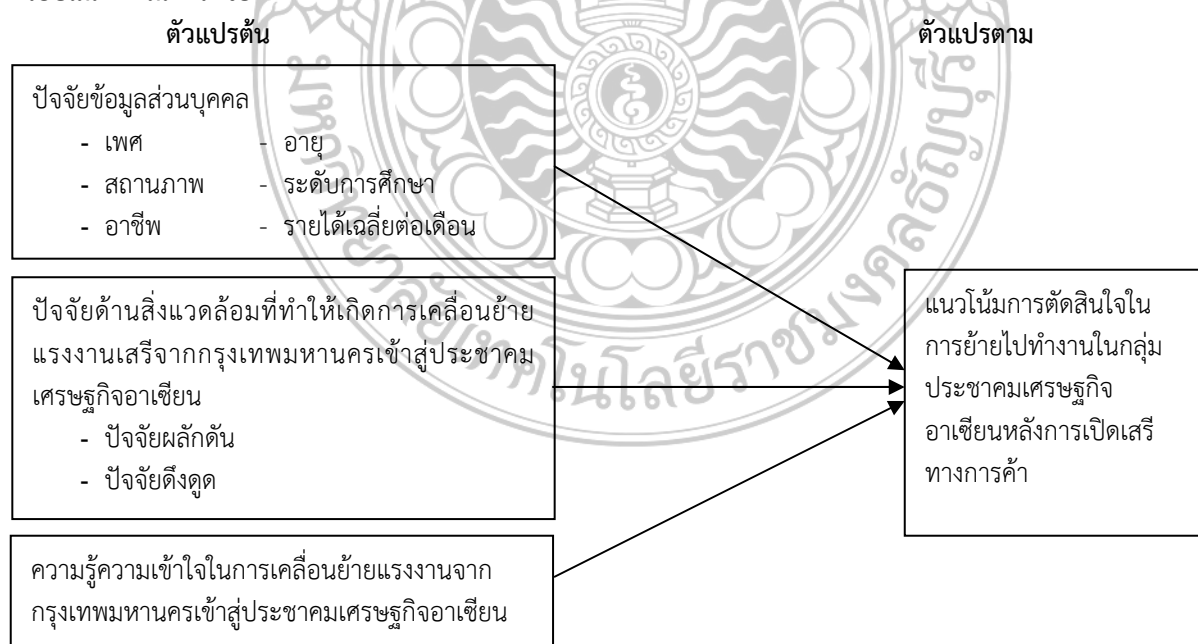 ตัวแปรต้น ตัวแปรตาม
ปัจจัยข้อมูลส่วนบุคคล
- เพศ - อายุ
- สถานภาพ - ระดับการศึกษา
- อาชีพ - รายได้เฉลี่ยต่อเดือน
ปัจจัยด้านสิ่งแวดล้อมที่ทำให้เกิดการเคลื่อนย้าย
แรงงานเสรีจากกรุงเทพมหานครเข้าสู่ประชาคม
เศรษฐกิจอาเซียน
- ปัจจัยผลักดัน
- ปัจจัยดึงดูด
ความรู้ความเข้าใจในการเคลื่อนย้ายแรงงานจาก
กรุงเทพมหานครเข้าสู่ประชาคมเศรษฐกิจอาเซียน
แนวโน้มการตัดสินใจใน
การย้ายไปทำงานในกลุ่ม
ประชาคมเศรษฐกิจ
อาเซียนหลังการเปิดเสรี
ทางการค้า